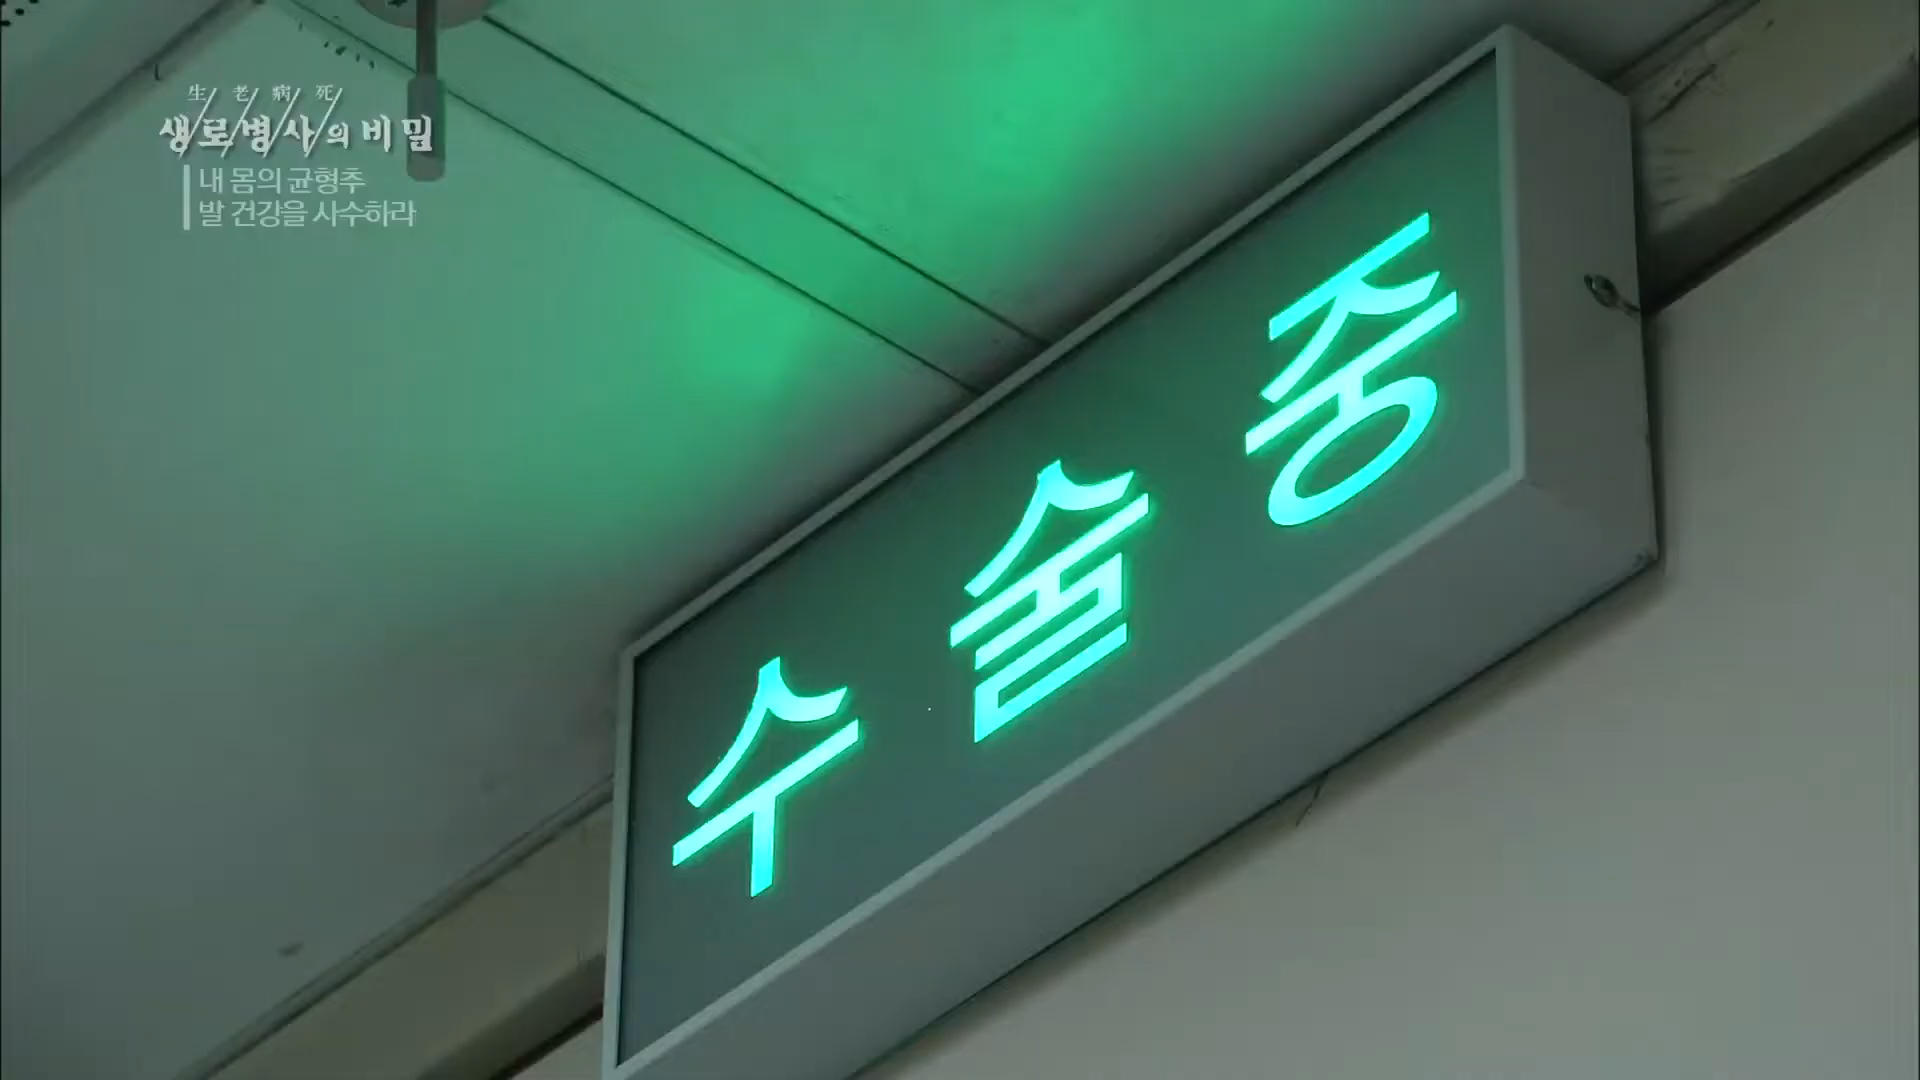 生老病死
생로병사의 비밀
내 몸의 균형추
발 건강을 사수하라
수술중